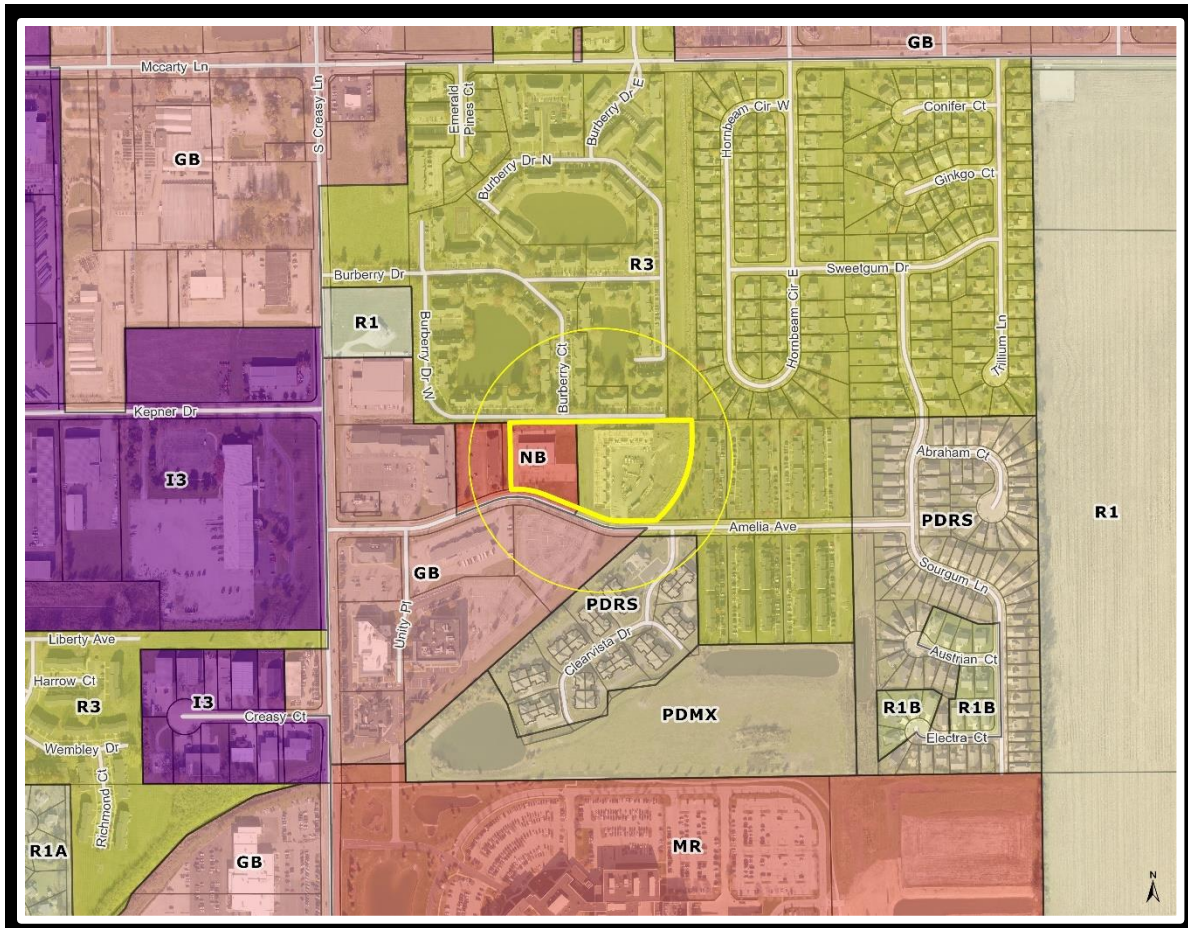 GB
Mccarty Ln
S Creasy Ln
Emerald
Pines Ct
Burberry Dr E
Hornbeam Cir W
Conifer Ct
GB
Burberry Dr N
Ginkgo Ct
R3
Burberry Dr
Sweetgum Dr
Hornbeam Cir E
R1
Burberry Dr W
Burberry Ct
Trillium Ln
Kepner Dr
NB
Abraham Ct
I3
PDRS
R1
Amelia Ave
GB
Sourgum Ln
PDRS
Unity Pl
Clearvista Dr
Liberty Ave
Austrian Ct
Harrow Ct
R3
I3
Creasy Ct
PDMX
R1B
R1B
Electra Ct
Wembley Dr
Richmond Ct
R1A
GB
MR
N